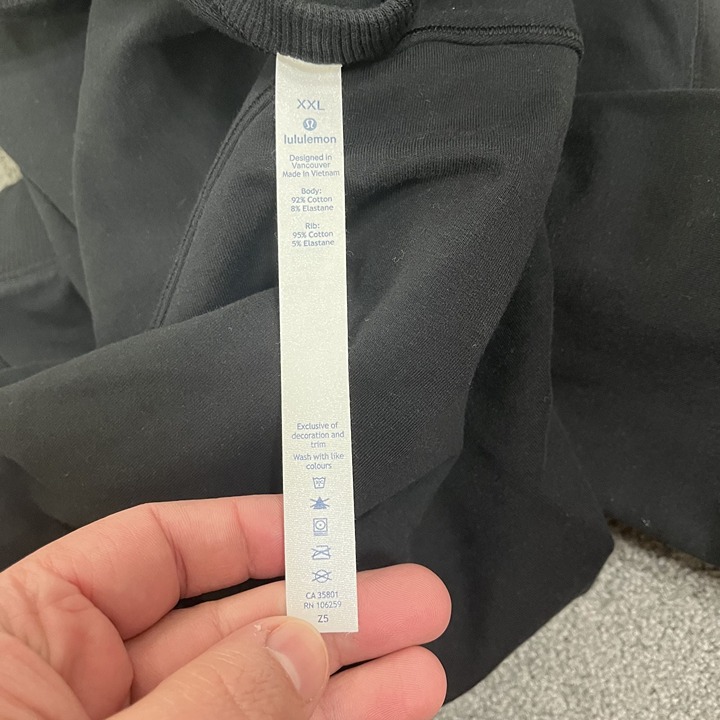 XXL
lululemon
Designed in
Vancouver
Made in Vietnam
Body:
92% Cotton
8% Elastane
Rib:
95% Cotton
5% Elastane
Exclusive of
decoration and
trim
Wash with like
colours
CA 35801
RN 106259
Z5